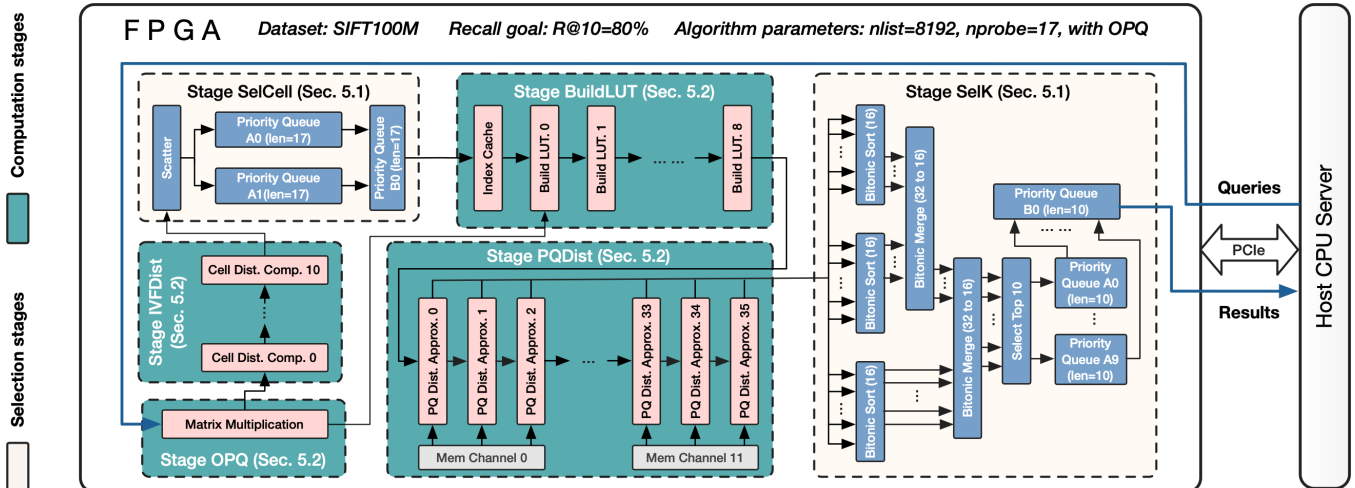 Computation stages
Selection stages
FPGA
Dataset: SIFT100M
Recall goal: R@10=80%
Algorithm parameters: nlist=8192, nprobe=17, with OPQ
Stage SelCell (Sec. 5.1)
Scatter
Priority Queue
A0 (len=17)
Priority Queue
A1(len=17)
Priority Queue
B0 (len=17)
Stage BuildLUT (Sec. 5.2)
Index Cache
Build LUT. 0
Build LUT. 1
... ...
Build LUT. 8
Stage IVFDist
(Sec. 5.2)
Cell Dist. Comp. 10
Cell Dist. Comp. 0
Matrix Multiplication
Stage OPQ (Sec. 5.2)
Stage PQDist (Sec. 5.2)
PQ Dist. Approx. 0
PQ Dist. Approx. 1
PQ Dist. Approx. 2
...
PQ Dist. Approx. 33
PQ Dist. Approx. 34
PQ Dist. Approx. 35
Mem Channel 0
Mem Channel 11
Stage SelK (Sec. 5.1)
Bitonic Sort (16)
Bitonic Sort (16)
Bitonic Sort (16)
Bitonic Merge (32 to 16)
Bitonic Merge (32 to 16)
Select Top 10
Priority Queue
B0 (len=10)
... ...
Priority
Queue A0
(len=10)
...
Priority
Queue A9
(len=10)
Queries
PCIe
Results
Host CPU Server